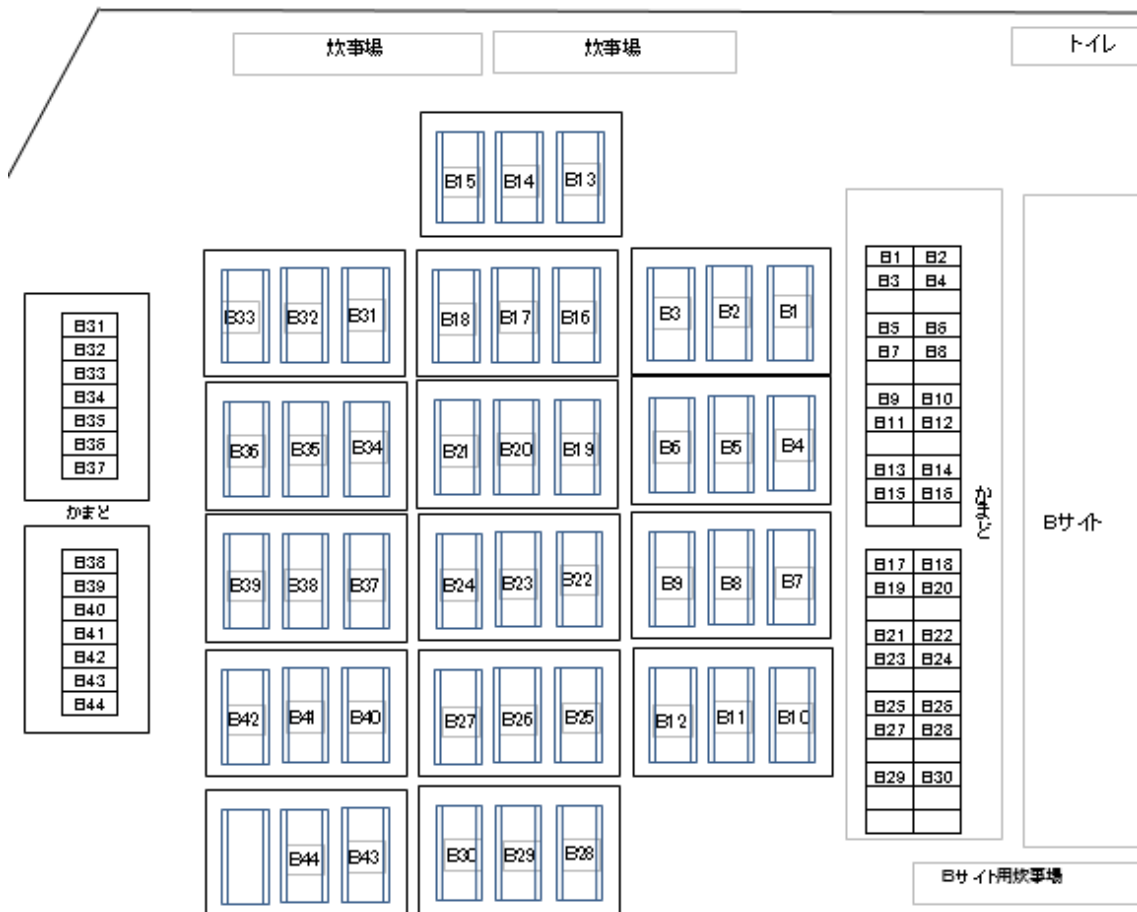 炊事場 炊事場 トイレ
B15 B14 B13
B33 B32 B31 B18 B17 B16 B3 B2 B1
B36 B35 B34 B21 B20 B19 B6 B5 B4
B39 B38 B37 B24 B23 B22 B9 B8 B7
B42 B41 B40 B27 B26 B25 B12 B11 B10
B44 B43 B30 B29 B28
B31
B32
B33
B34
B35
B36
B37
かまど
B38
B39
B40
B41
B42
B43
B44
B1 B2
B3 B4
B5 B6
B7 B8
B9 B10
B11 B12
B13 B14
B15 B16
かまど
B17 B18
B19 B20
B21 B22
B23 B24
B25 B26
B27 B28
B29 B30
Bサイト
Bサイト用炊事場